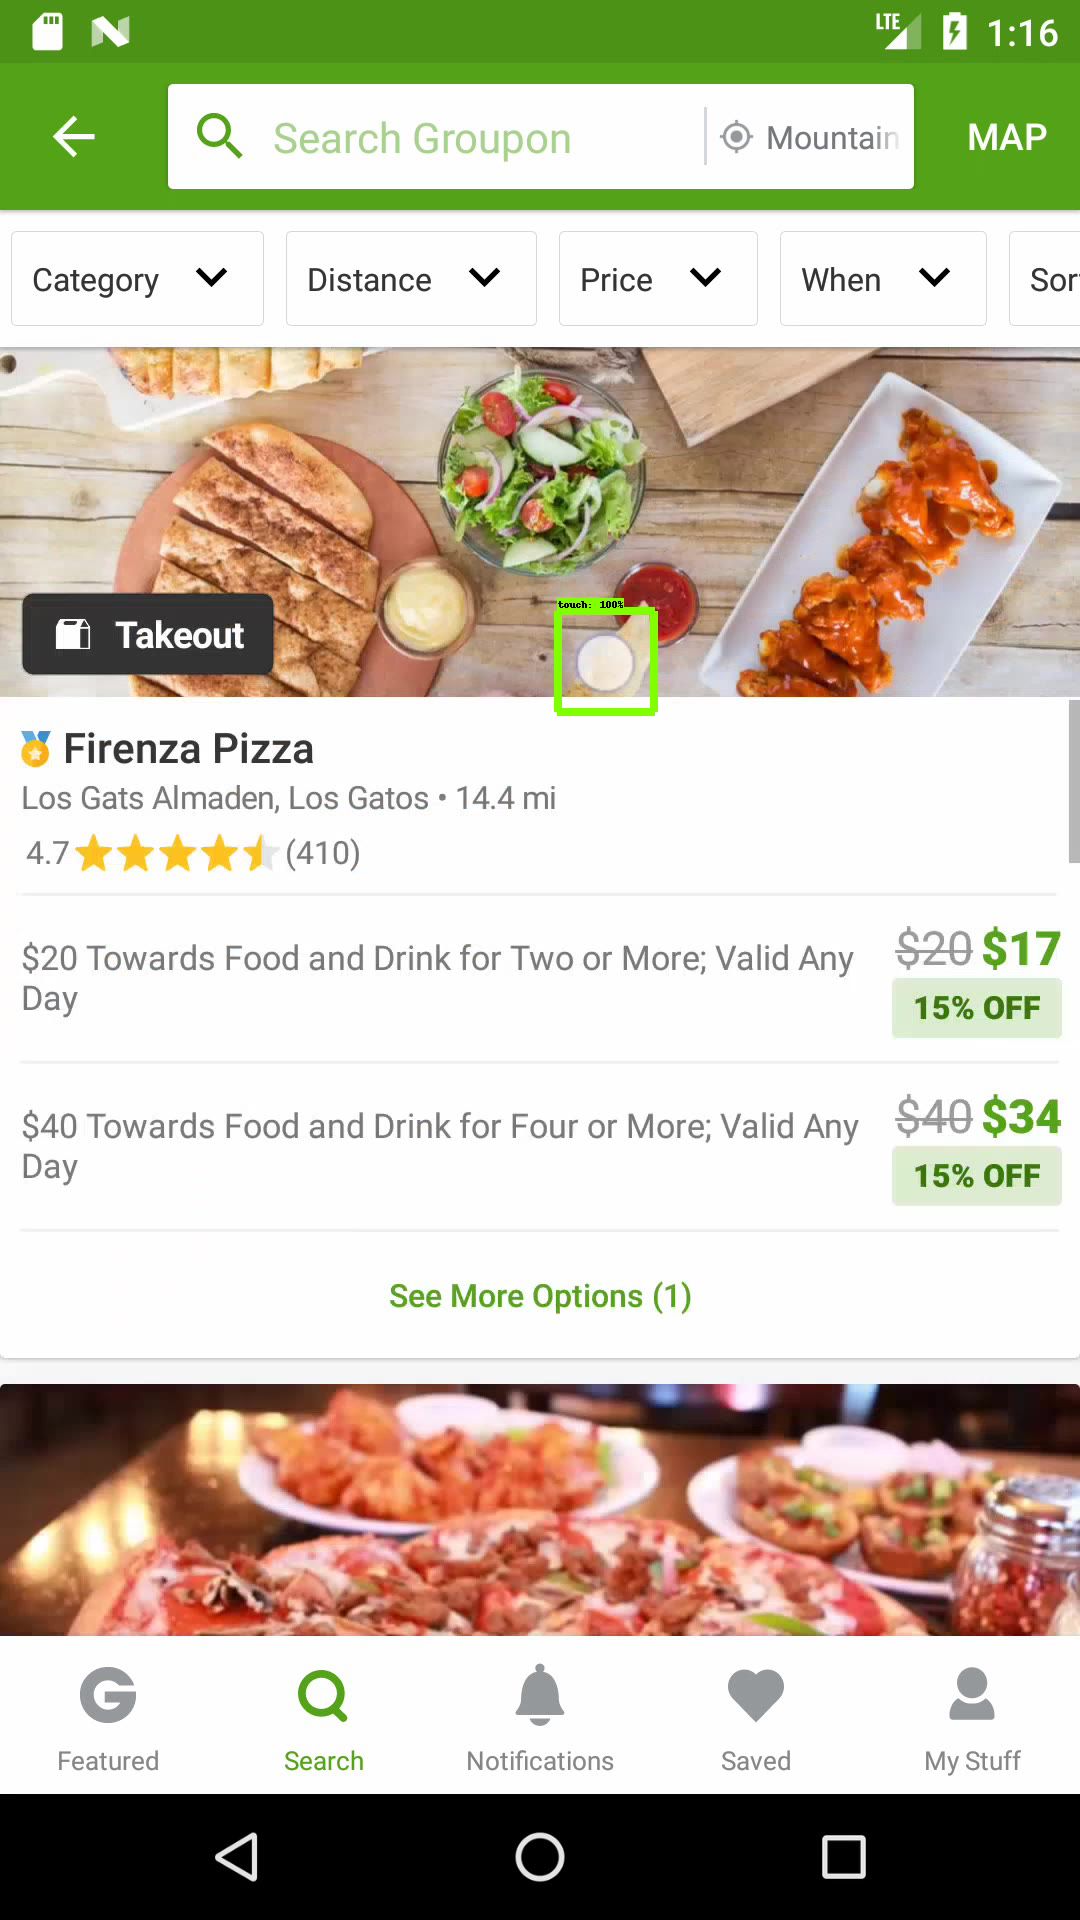 LTE 1:16
Search Groupon Mountain MAP
Category Distance Price When Sor
touch: 100%
Takeout
Firenza Pizza
Los Gats Almaden, Los Gatos • 14.4 mi
4.7 (410)
$20 Towards Food and Drink for Two or More; Valid Any
Day
$20 $17
15% OFF
$40 Towards Food and Drink for Four or More; Valid Any
Day
$40 $34
15% OFF
See More Options (1)
Featured Search Notifications Saved My Stuff